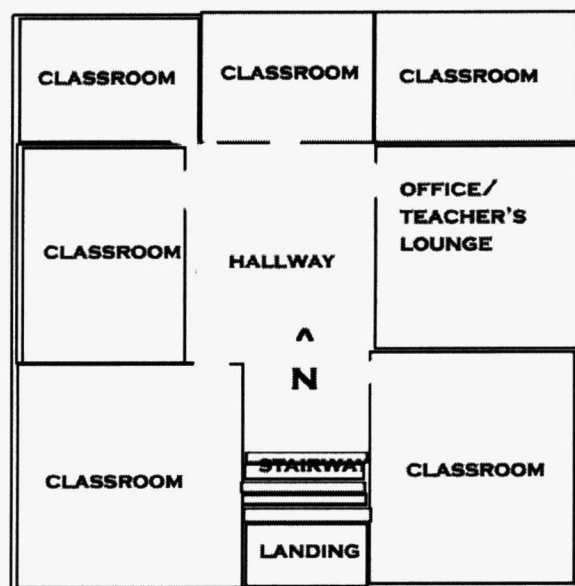 CLASSROOM
CLASSROOM
CLASSROOM
OFFICE/
TEACHER'S
LOUNGE
CLASSROOM
HALLWAY
^
N
STAIRWAY
CLASSROOM
CLASSROOM
LANDING